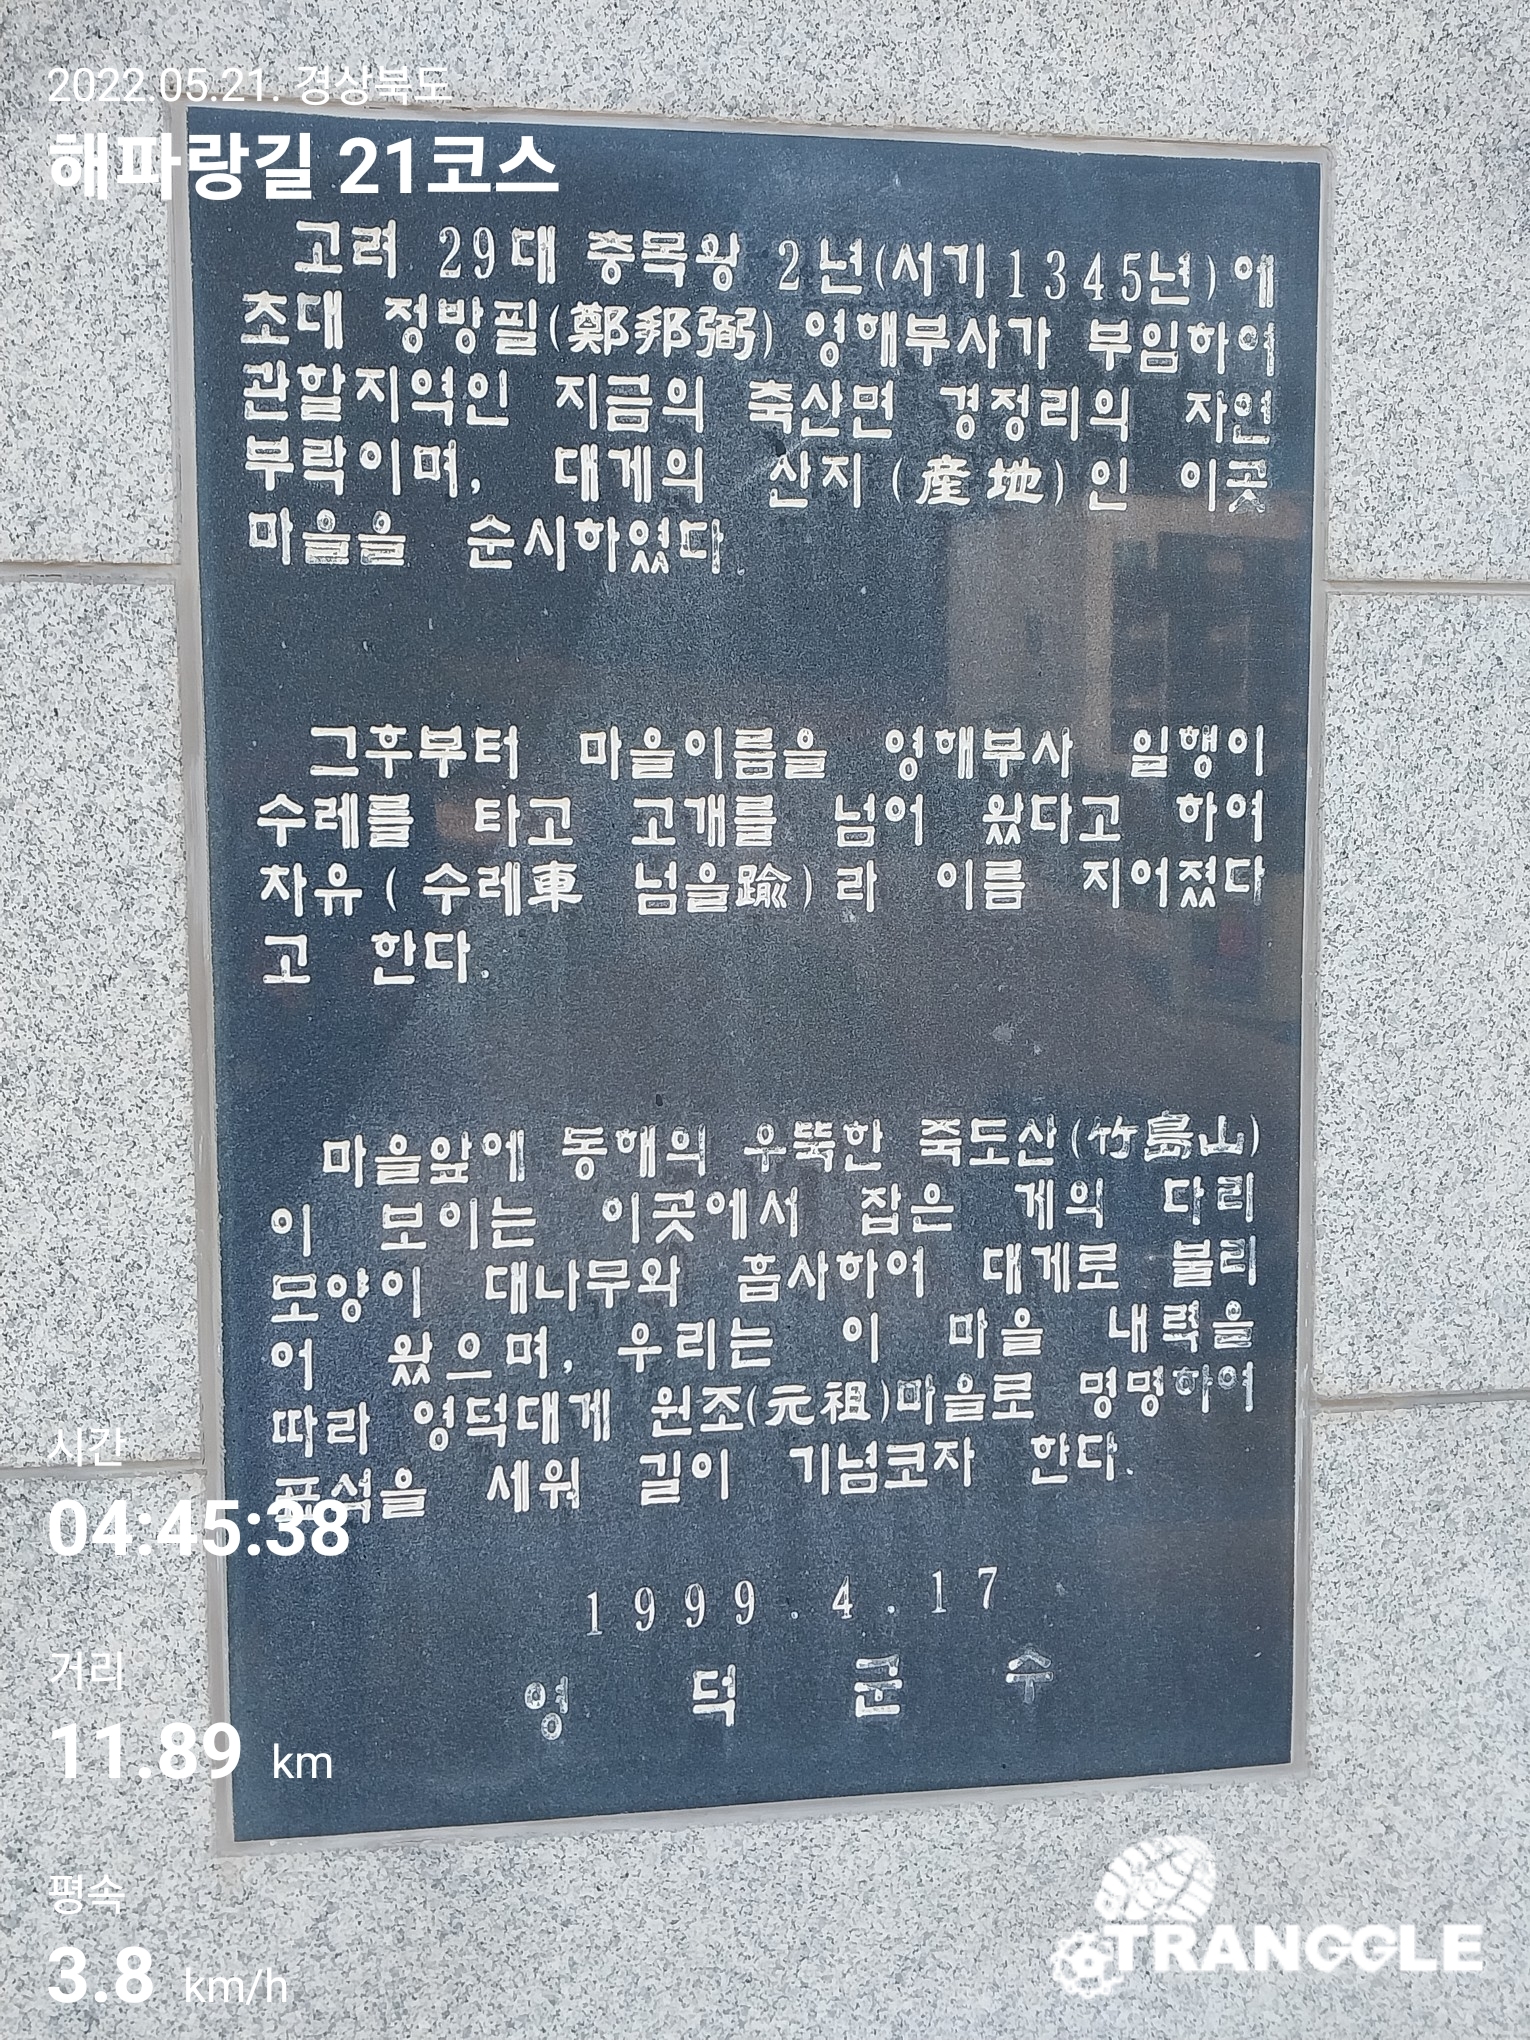 2022.05.21. 경상북도
해파랑길 21코스
고려 29대 충목왕 2년(서기1345년)에
초대 정방필(鄭邦弼) 영해부사가 부임하여
관할지역인 지금의 축산면 경정리의 자연
부락이며, 대게의 산지(産地)인 이곳
마을을 순시하였다
그후부터 마을이름을 영해부사 일행이
수레를 타고 고개를 넘어 왔다고 하여
차유(수레車 넘을踰)라 이름 지어졌다
고 한다.
마을앞에 동해의 우뚝한 죽도산(竹島山)
이 보이는 이곳에서 잡은 게의 다리
모양이 대나무와 흡사하여 대게로 불리
어 왔으며, 우리는 이 마을 내력을
따라 영덕대게 원조(元祖)마을로 명명하여
표석을 세워 길이 기념코자 한다.
1999.4.17
영덕군수
시간
04:45:38
거리
11.89 km
평속
3.8 km/h
TRANGGLE